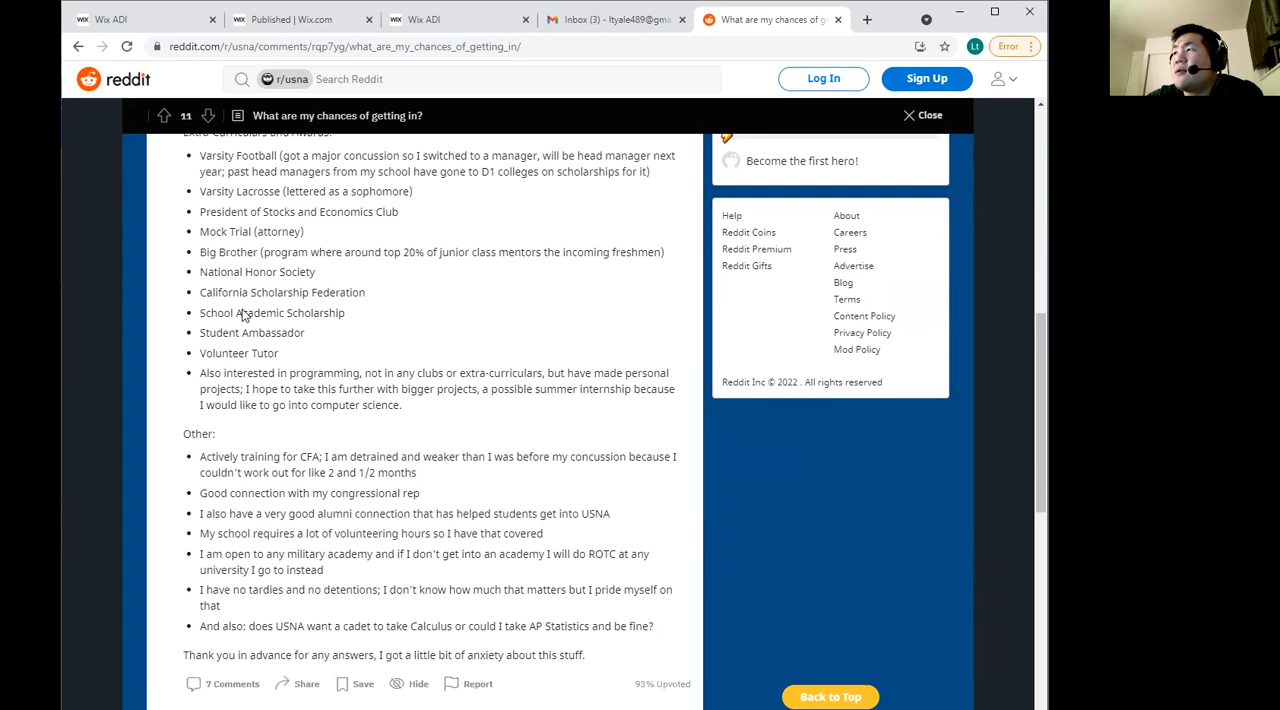 Wix ADI
Published | Wix.com
Wix ADI
Inbox (3) - ltyale489@gma
What are my chances of g
reddit.com/r/usna/comments/rqp7yg/what_are_my_chances_of_getting_in/
Lt
Error
reddit
r/usna
Search Reddit
Log In
Sign Up
11
What are my chances of getting in?
Close
Extra-Curriculars and Awards:
• Varsity Football (got a major concussion so I switched to a manager, will be head manager next
year; past head managers from my school have gone to D1 colleges on scholarships for it)
• Varsity Lacrosse (lettered as a sophomore)
• President of Stocks and Economics Club
• Mock Trial (attorney)
• Big Brother (program where around top 20% of junior class mentors the incoming freshmen)
• National Honor Society
• California Scholarship Federation
• School Academic Scholarship
• Student Ambassador
• Volunteer Tutor
• Also interested in programming, not in any clubs or extra-curriculars, but have made personal
projects; I hope to take this further with bigger projects, a possible summer internship because
I would like to go into computer science.
Other:
• Actively training for CFA; I am detrained and weaker than I was before my concussion because I
couldn't work out for like 2 and 1/2 months
• Good connection with my congressional rep
• I also have a very good alumni connection that has helped students get into USNA
• My school requires a lot of volunteering hours so I have that covered
• I am open to any military academy and if I don't get into an academy I will do ROTC at any
university I go to instead
• I have no tardies and no detentions; I don't know how much that matters but I pride myself on
that
• And also: does USNA want a cadet to take Calculus or could I take AP Statistics and be fine?
Thank you in advance for any answers, I got a little bit of anxiety about this stuff.
7 Comments
Share
Save
Hide
Report
93% Upvoted
Become the first hero!
Help
About
Reddit Coins
Careers
Reddit Premium
Press
Reddit Gifts
Advertise
Blog
Terms
Content Policy
Privacy Policy
Mod Policy
Reddit Inc © 2022 . All rights reserved
Back to Top